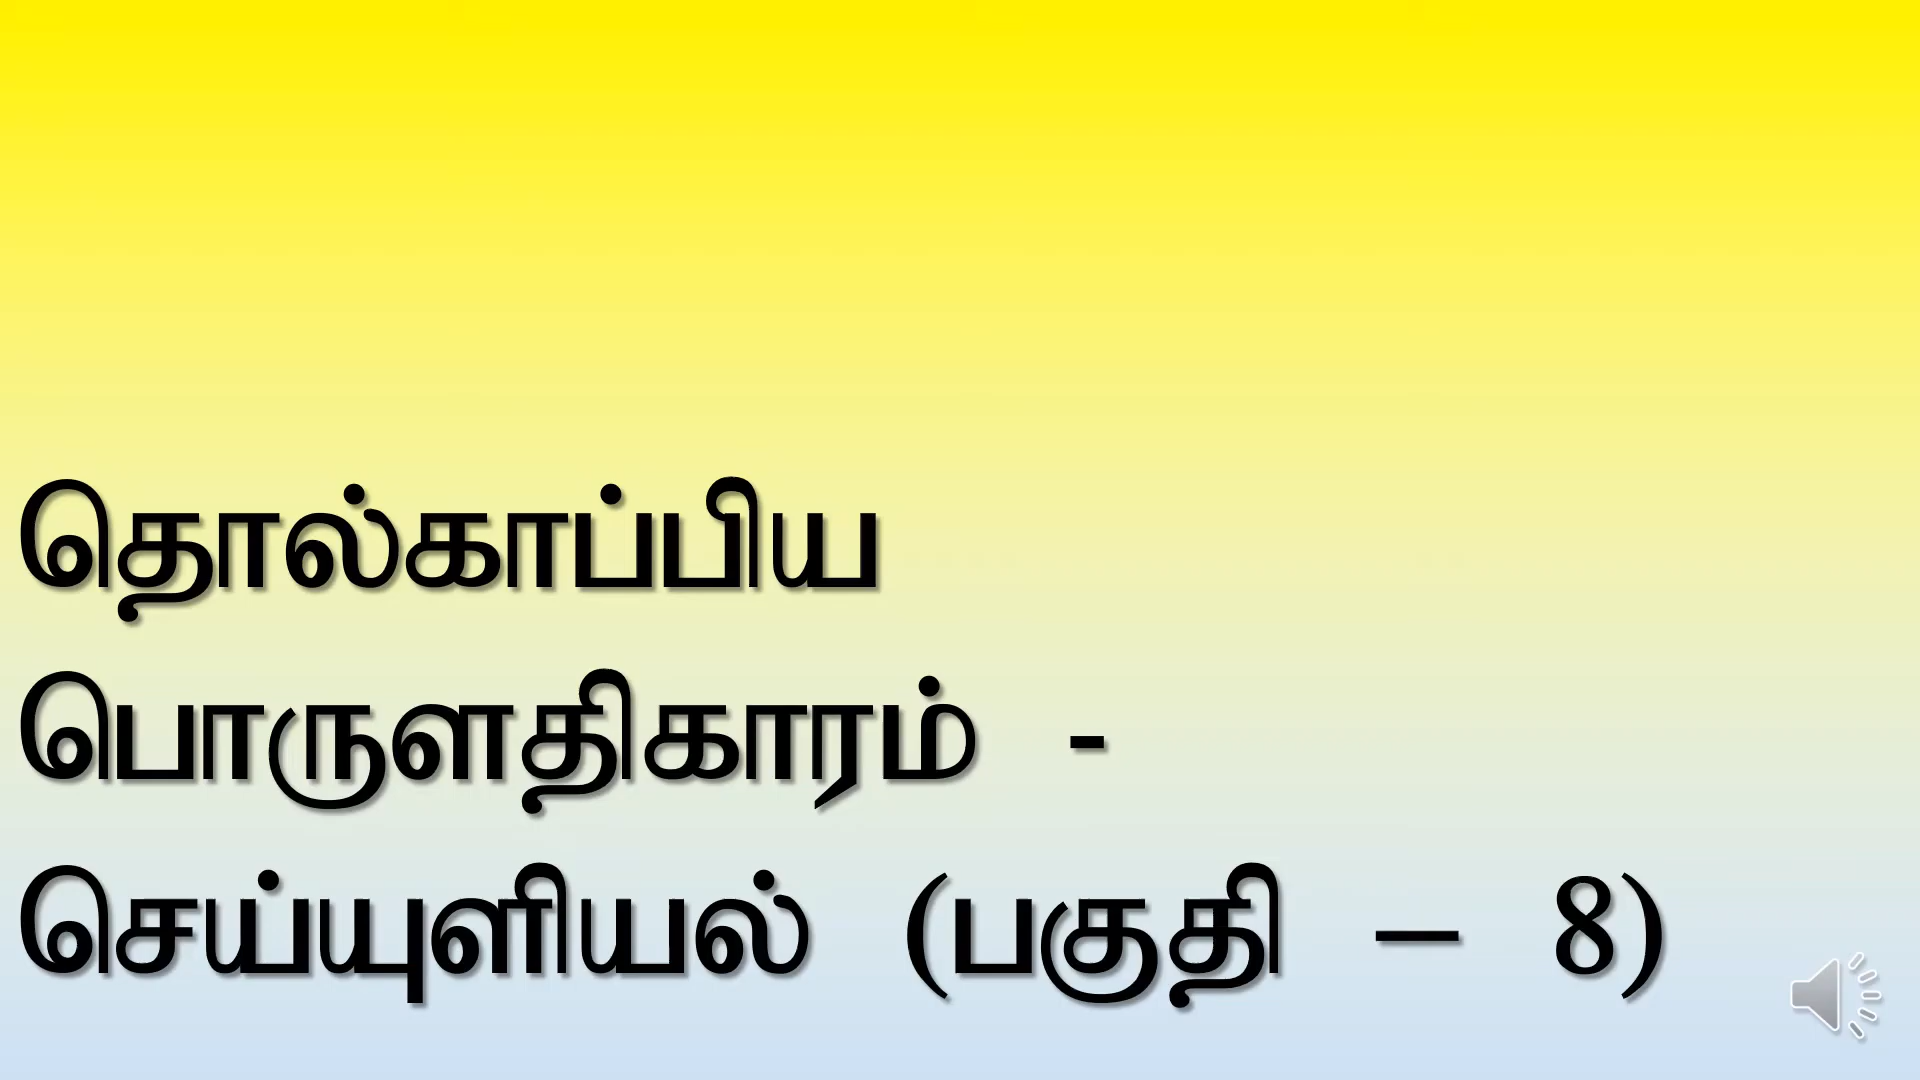 தொல்காப்பிய
பொருளதிகாரம் -
செய்யுளியல் (பகுதி – 8)